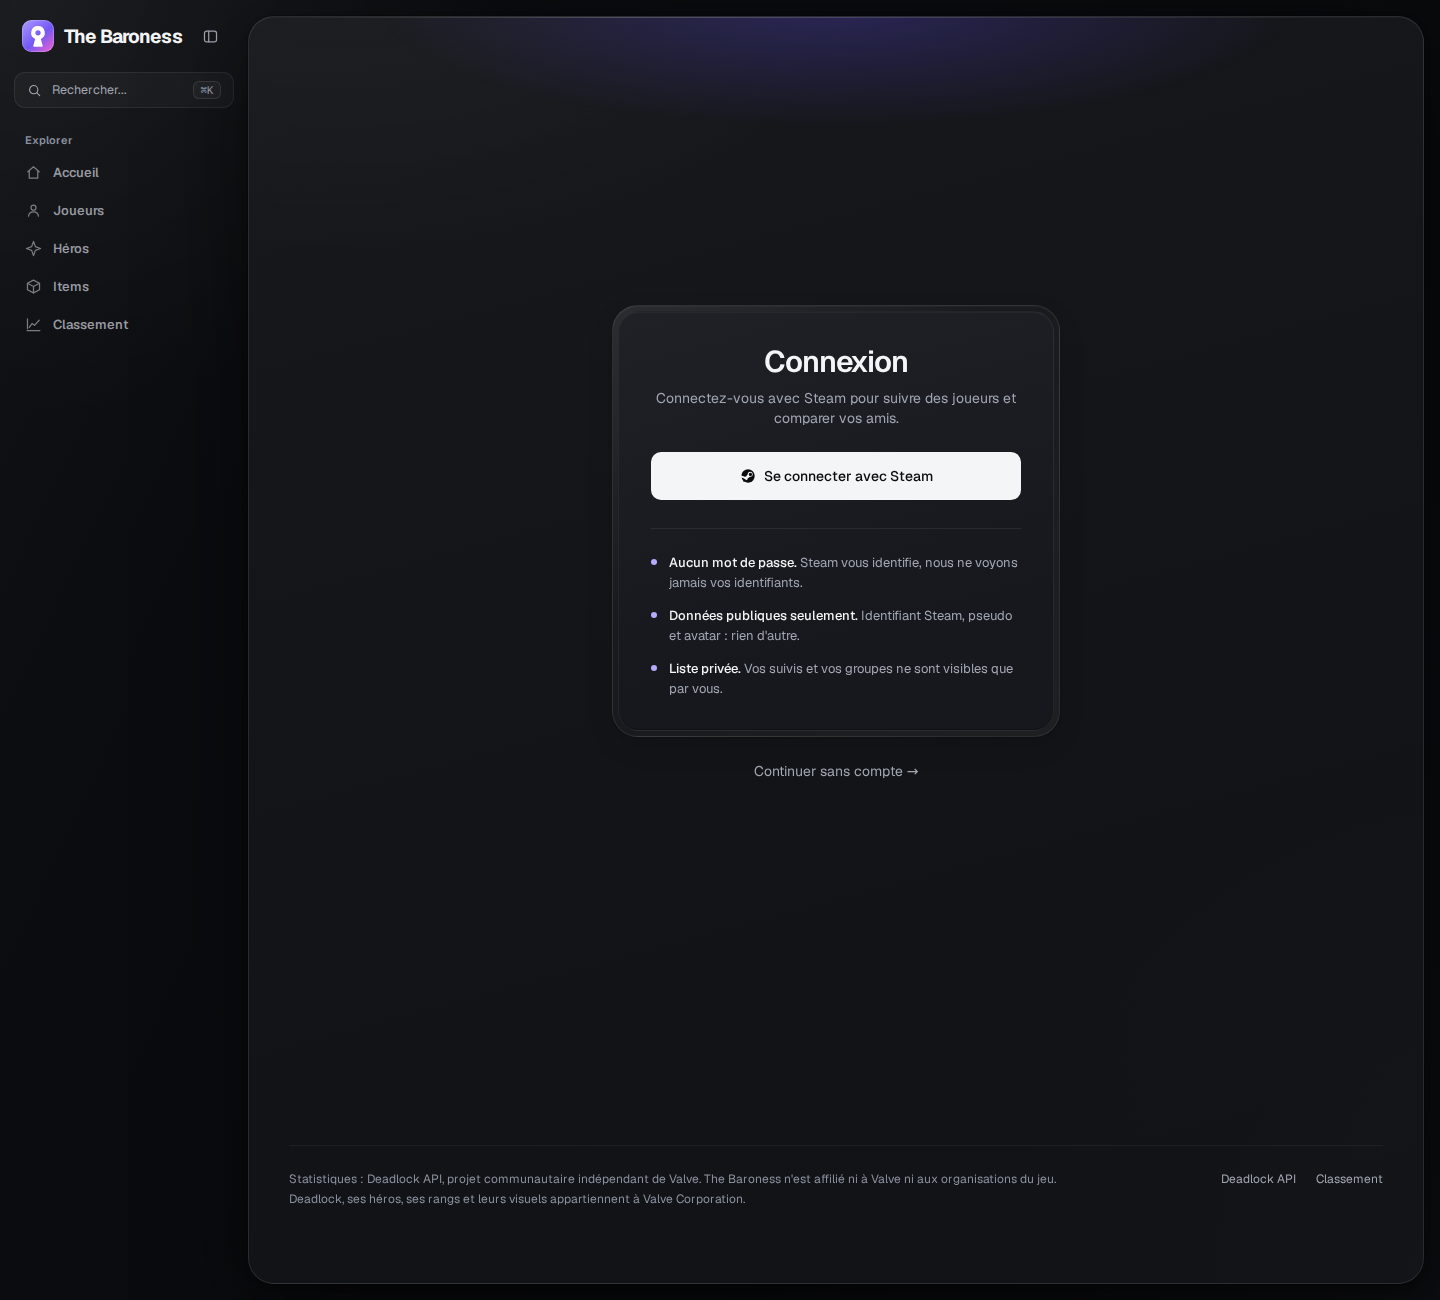 The Baroness
Rechercher...
⌘K
Explorer
Accueil
Joueurs
Héros
Items
Classement
Connexion
Connectez-vous avec Steam pour suivre des joueurs et
comparer vos amis.
Se connecter avec Steam
Aucun mot de passe. Steam vous identifie, nous ne voyons
jamais vos identifiants.
Données publiques seulement. Identifiant Steam, pseudo
et avatar : rien d'autre.
Liste privée. Vos suivis et vos groupes ne sont visibles que
par vous.
Continuer sans compte →
Statistiques : Deadlock API, projet communautaire indépendant de Valve. The Baroness n'est affilié ni à Valve ni aux organisations du jeu.
Deadlock, ses héros, ses rangs et leurs visuels appartiennent à Valve Corporation.
Deadlock API
Classement